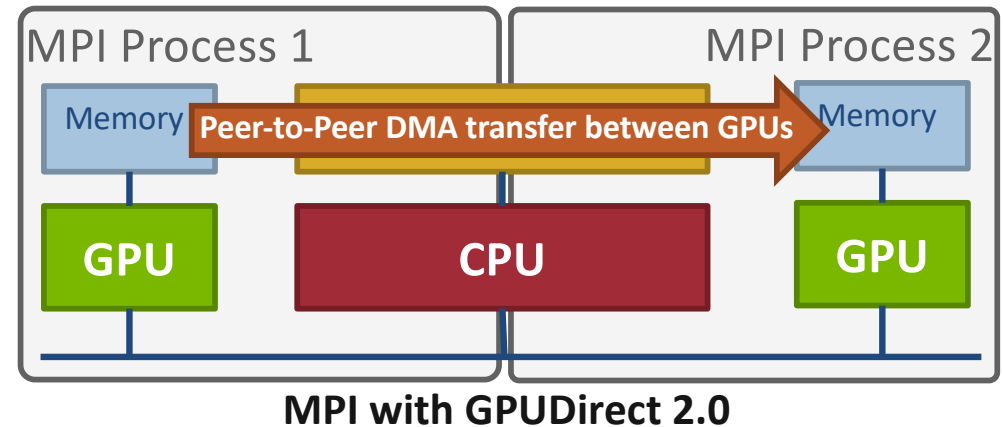 MPI Process 1
MPI Process 2
Memory
Peer-to-Peer DMA transfer between GPUs
Memory
GPU
CPU
GPU
MPI with GPUDirect 2.0